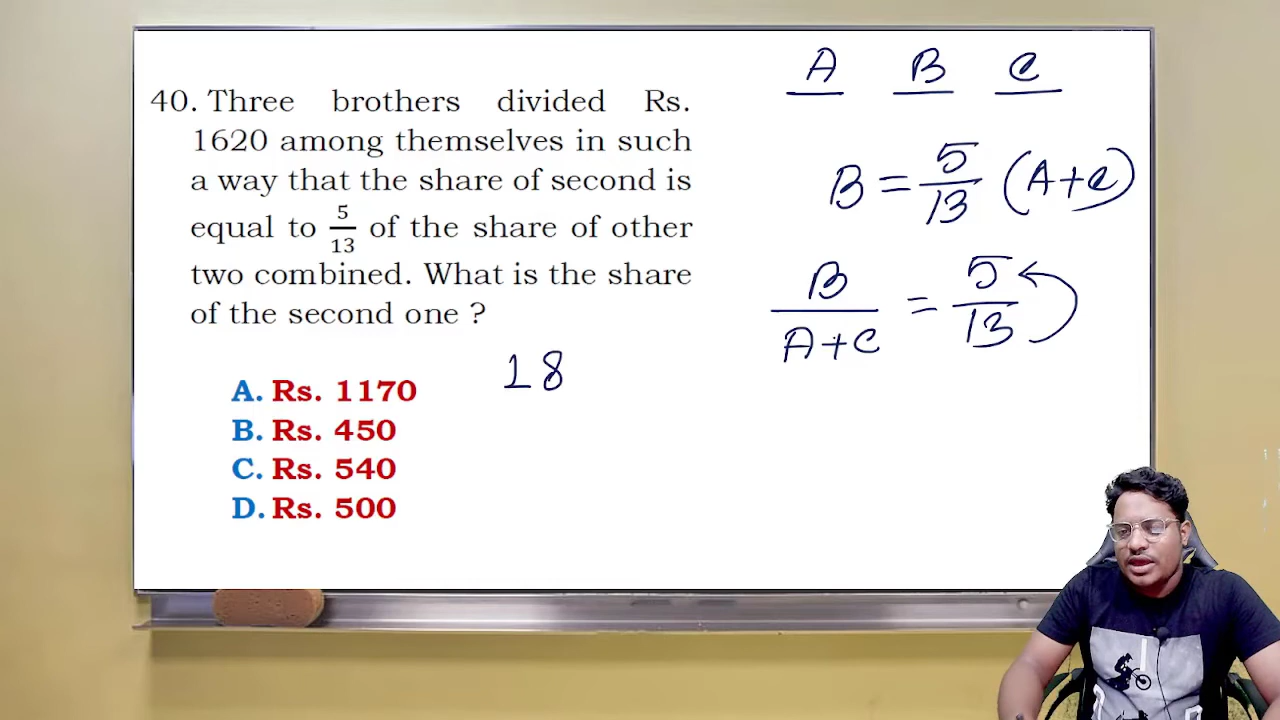 40. Three brothers divided Rs.
1620 among themselves in such
a way that the share of second is
equal to 5/13 of the share of other
two combined. What is the share
of the second one ?
A. Rs. 1170
B. Rs. 450
C. Rs. 540
D. Rs. 500
18
A B C
B = 5/13 (A+C)
B/A+C = 5/13